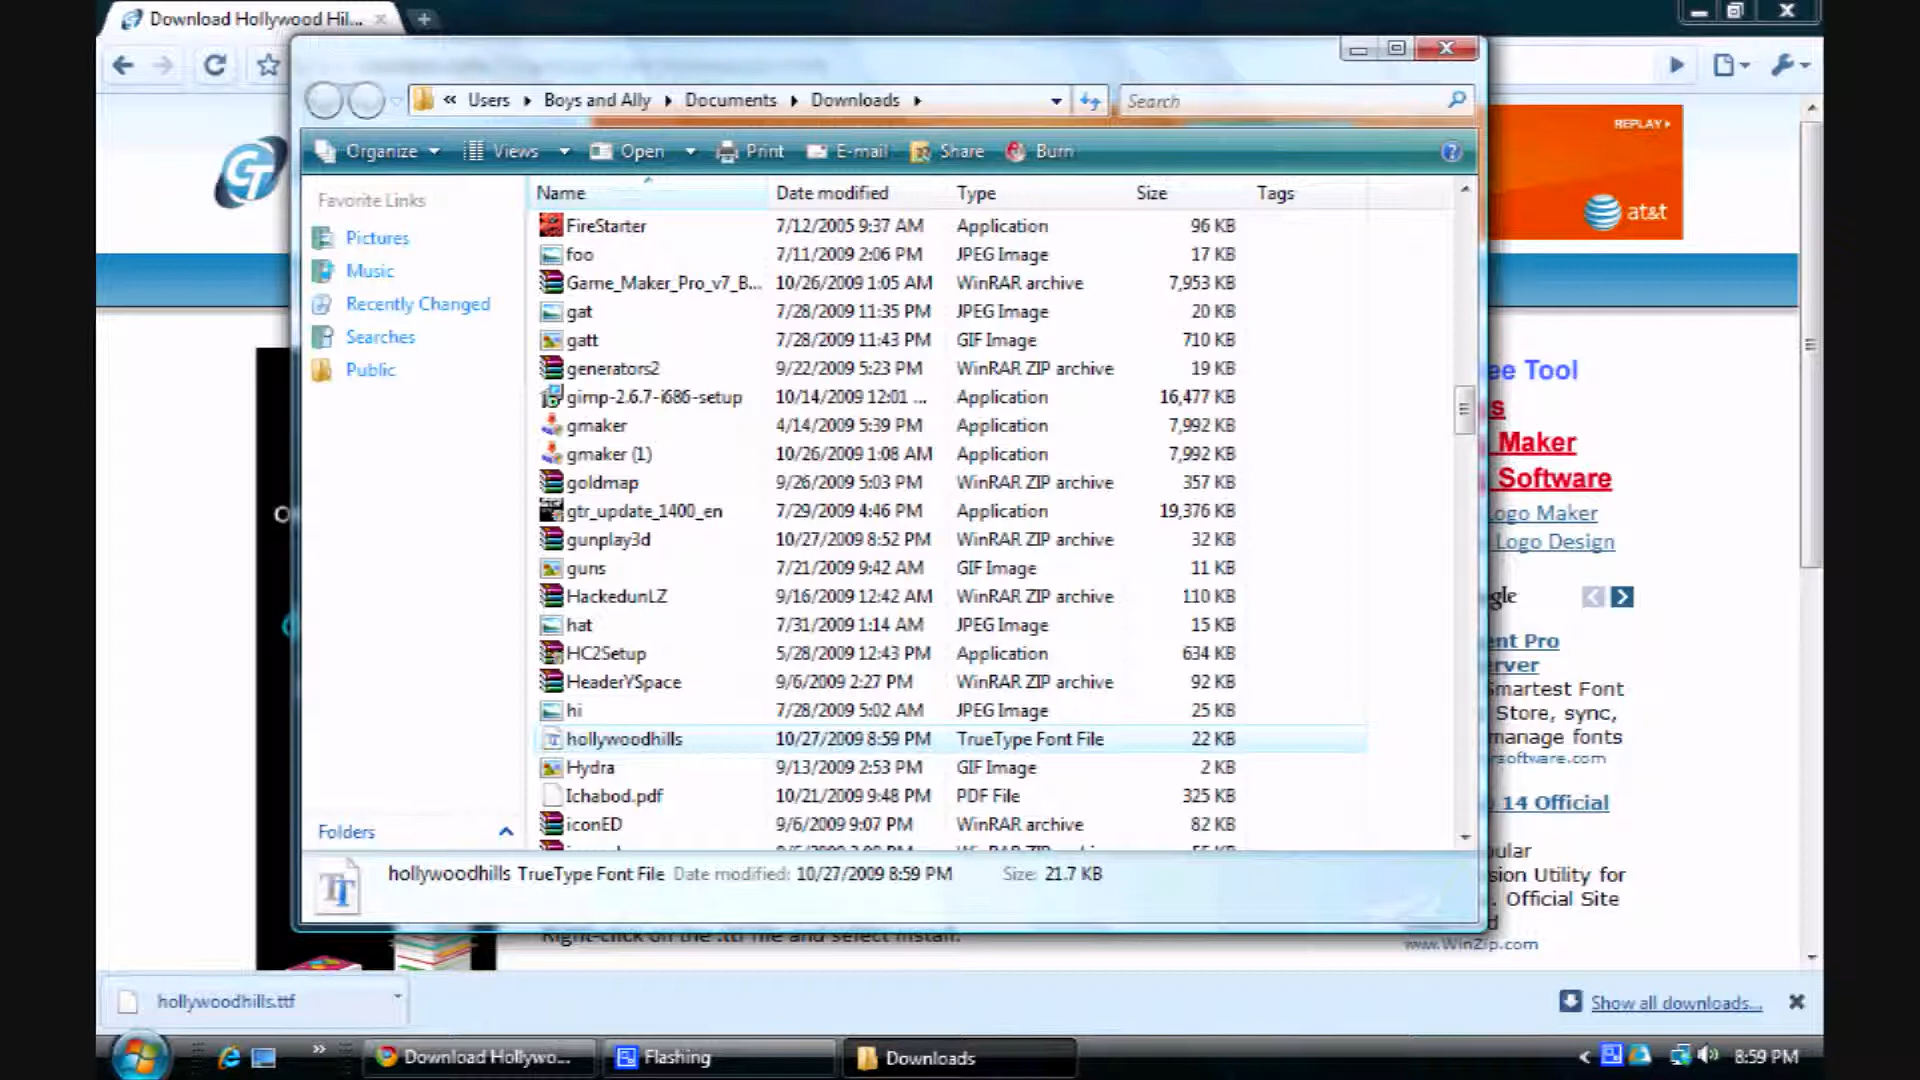 Download Hollywood Hil...
« Users Boys and Ally Documents Downloads
Search
Organize Views Open Print E-mail Share Burn
Favorite Links
Pictures
Music
Recently Changed
Searches
Public
Folders
Name Date modified Type Size Tags
FireStarter 7/12/2005 9:37 AM Application 96 KB
foo 7/11/2009 2:06 PM JPEG Image 17 KB
Game_Maker_Pro_v7_B... 10/26/2009 1:05 AM WinRAR archive 7,953 KB
gat 7/28/2009 11:35 PM JPEG Image 20 KB
gatt 7/28/2009 11:43 PM GIF Image 710 KB
generators2 9/22/2009 5:23 PM WinRAR ZIP archive 19 KB
gimp-2.6.7-i686-setup 10/14/2009 12:01 ... Application 16,477 KB
gmaker 4/14/2009 5:39 PM Application 7,992 KB
gmaker (1) 10/26/2009 1:08 AM Application 7,992 KB
goldmap 9/26/2009 5:03 PM WinRAR ZIP archive 357 KB
gtr_update_1400_en 7/29/2009 4:46 PM Application 19,376 KB
gunplay3d 10/27/2009 8:52 PM WinRAR ZIP archive 32 KB
guns 7/21/2009 9:42 AM GIF Image 11 KB
HackedunLZ 9/16/2009 12:42 AM WinRAR ZIP archive 110 KB
hat 7/31/2009 1:14 AM JPEG Image 15 KB
HC2Setup 5/28/2009 12:43 PM Application 634 KB
HeaderYSpace 9/6/2009 2:27 PM WinRAR ZIP archive 92 KB
hi 7/28/2009 5:02 AM JPEG Image 25 KB
hollywoodhills 10/27/2009 8:59 PM TrueType Font File 22 KB
Hydra 9/13/2009 2:53 PM GIF Image 2 KB
Ichabod.pdf 10/21/2009 9:48 PM PDF File 325 KB
iconED 9/6/2009 9:07 PM WinRAR archive 82 KB
hollywoodhills TrueType Font File Date modified: 10/27/2009 8:59 PM Size: 21.7 KB
GT
REPLAY
at&t
ee Tool
s
Maker
Software
ogo Maker
Logo Design
gle
ent Pro
erver
Smartest Font
Store, sync,
manage fonts
rsoftware.com
14 Official
pular
sion Utility for
. Official Site
d
www.WinZip.com
Right-click on the .ttf file and select Install.
hollywoodhills.ttf
Show all downloads...
Download Hollywo...
Flashing
Downloads
8:59 PM